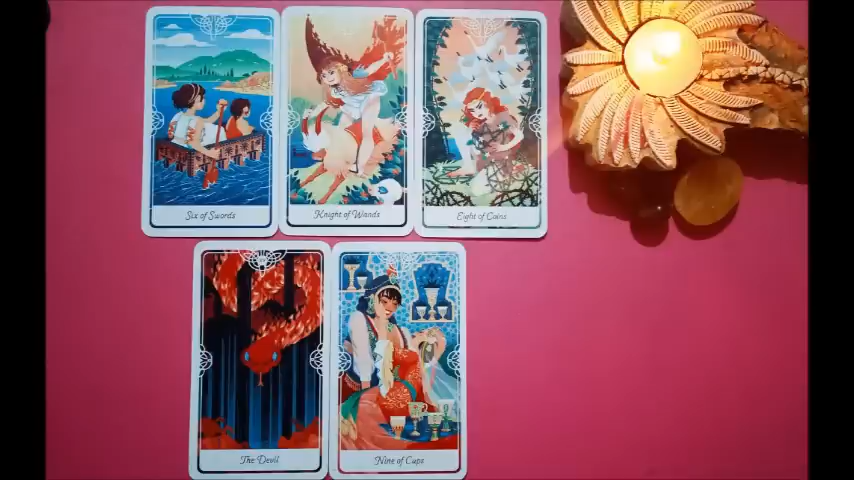 Six of Swords
Knight of Wands
Eight of Coins
The Devil
Nine of Cups